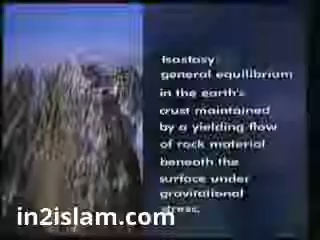 Isostasy:
general equilibrium
in the earth's
crust maintained
by a yielding flow
of rock material
beneath the
surface under
gravitational
stress.
in2islam.com